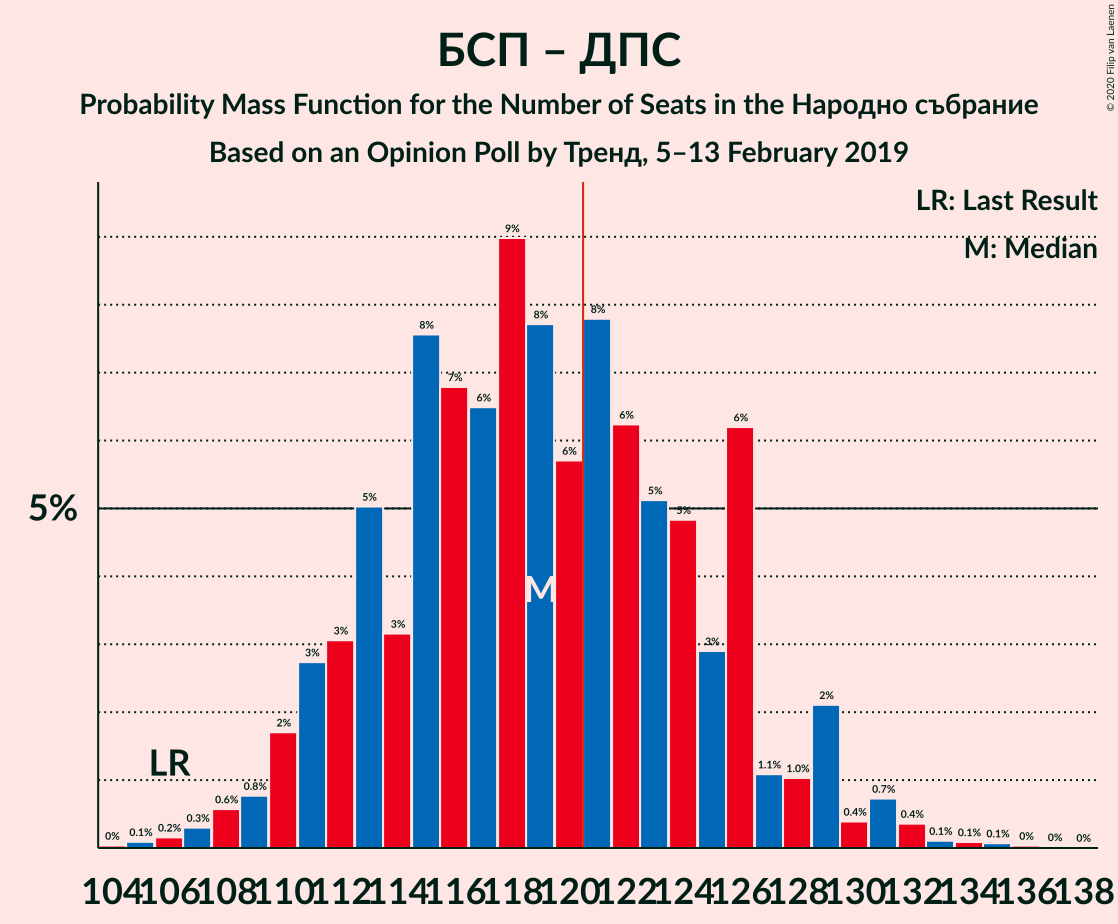 БСП – ДПС
Probability Mass Function for the Number of Seats in the Народно събрание
Based on an Opinion Poll by Тренд, 5–13 February 2019
© 2020 Filip van Laenen
LR: Last Result
M: Median
5%
LR
M
0% 0.1% 0.2% 0.3% 0.6% 0.8% 2% 3% 3% 5% 3% 8% 7% 6% 9% 8% 6% 8% 6% 5% 5% 3% 6% 1.1% 1.0% 2% 0.4% 0.7% 0.4% 0.1% 0.1% 0.1% 0% 0% 0%
104 106 108 110 112 114 116 118 120 122 124 126 128 130 132 134 136 138